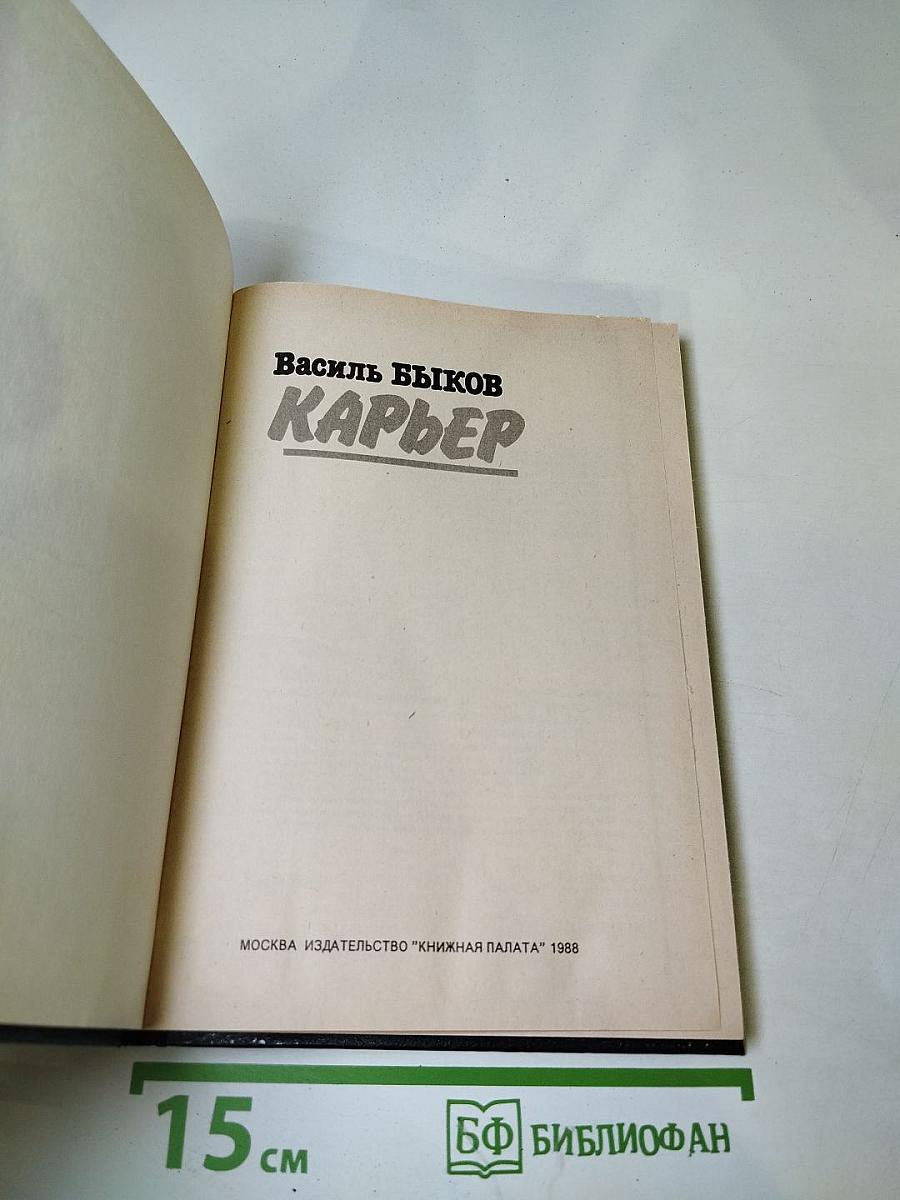 Василь БЫКОВ
КАРЬЕР
МОСКВА ИЗДАТЕЛЬСТВО "КНИЖНАЯ ПАЛАТА" 1988
15 см
БФ БИБЛИОФАН